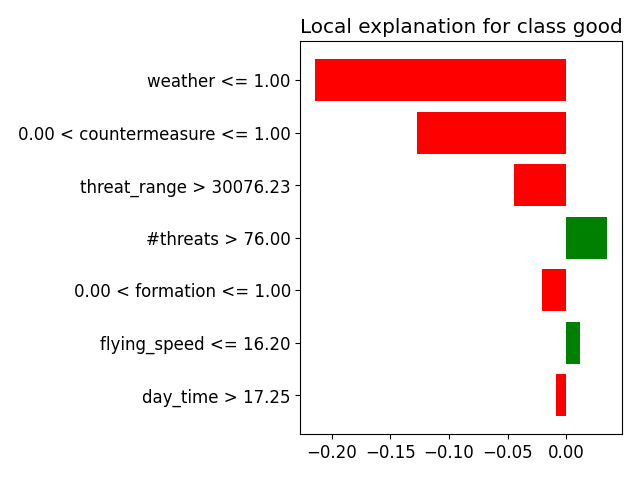 Local explanation for class good
weather <= 1.00
0.00 < countermeasure <= 1.00
threat_range > 30076.23
#threats > 76.00
0.00 < formation <= 1.00
flying_speed <= 16.20
day_time > 17.25
−0.20 −0.15 −0.10 −0.05 0.00